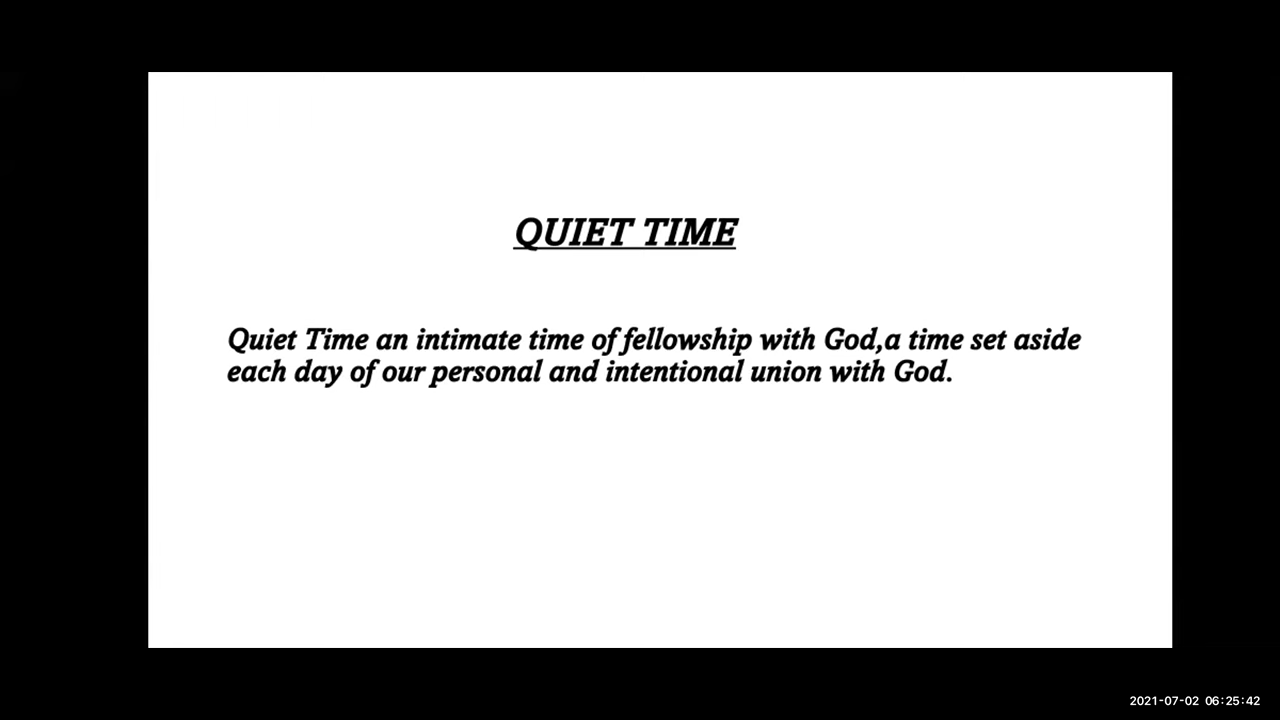 QUIET TIME
Quiet Time an intimate time of fellowship with God,a time set aside
each day of our personal and intentional union with God.
2021-07-02 06:25:42